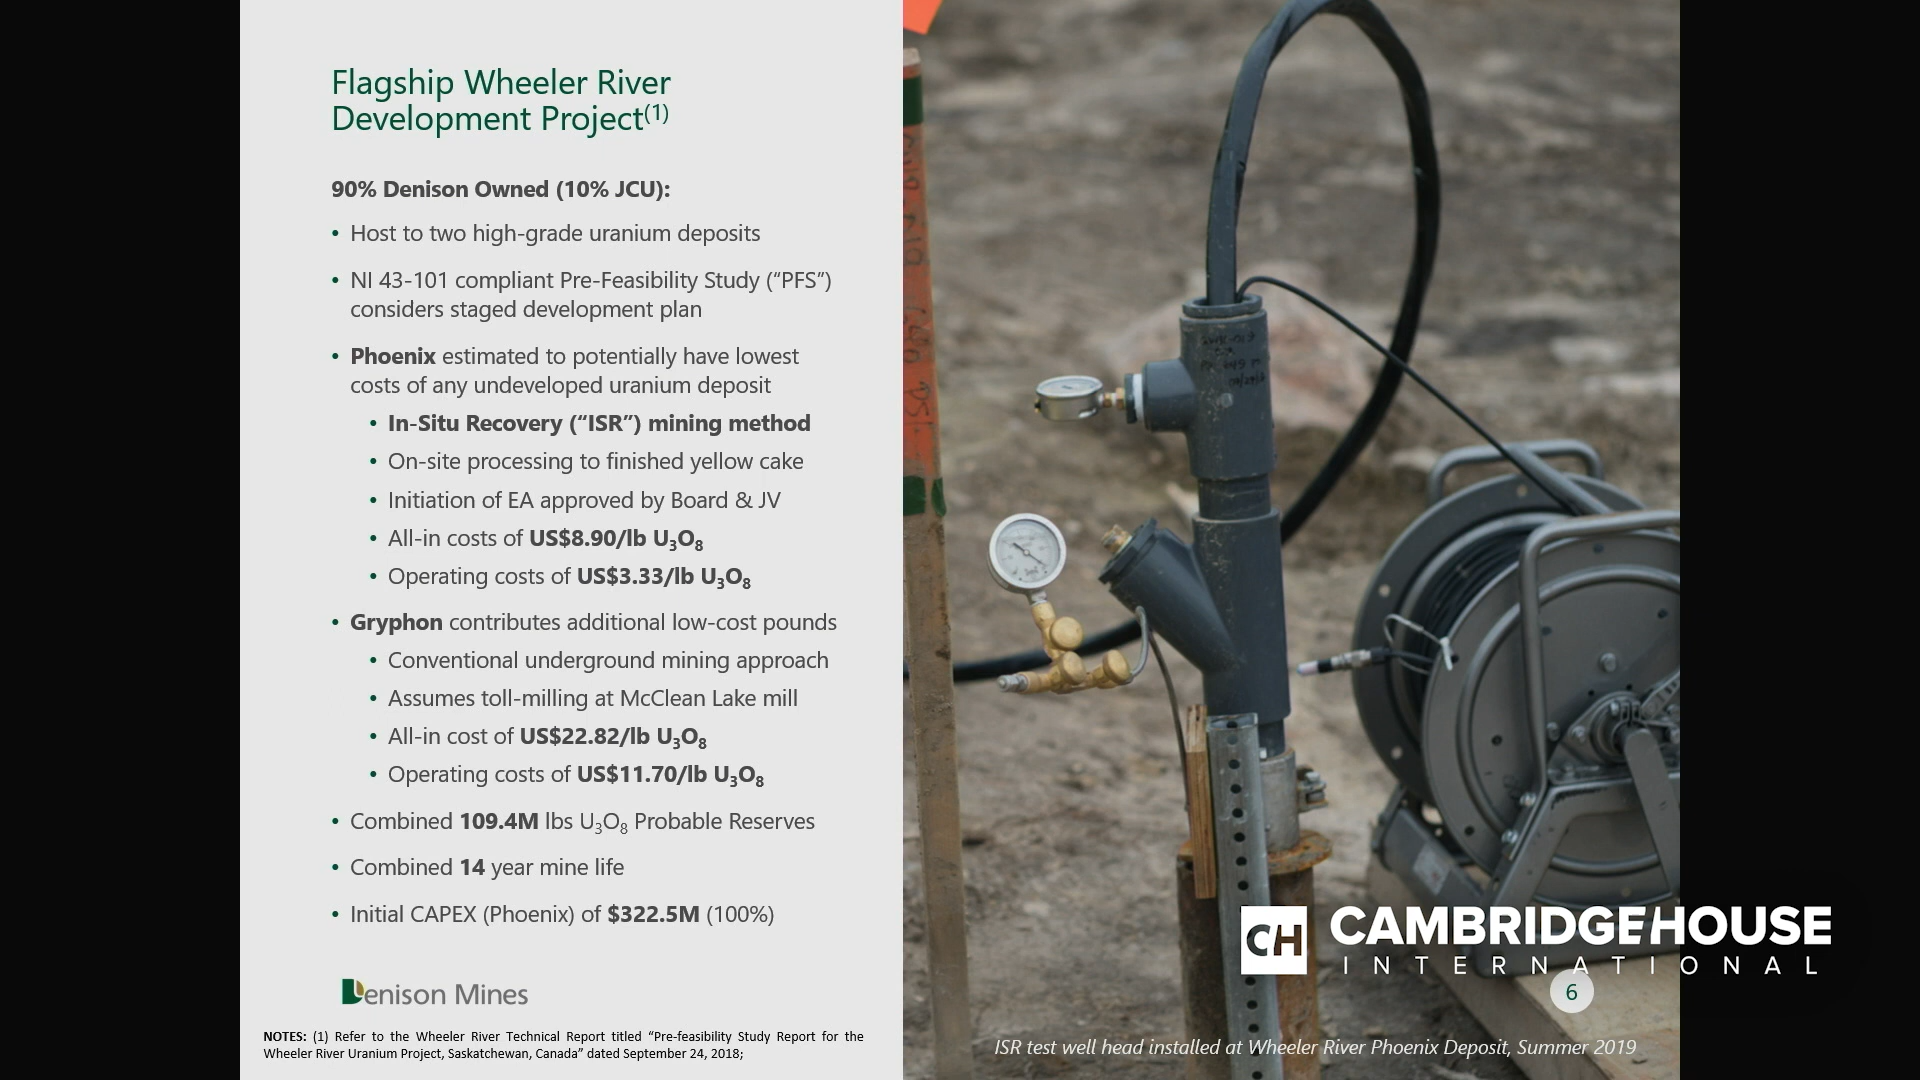 Flagship Wheeler River
Development Project(1)
90% Denison Owned (10% JCU):
• Host to two high-grade uranium deposits
• NI 43-101 compliant Pre-Feasibility Study (“PFS”)
considers staged development plan
• Phoenix estimated to potentially have lowest
costs of any undeveloped uranium deposit
• In-Situ Recovery (“ISR”) mining method
• On-site processing to finished yellow cake
• Initiation of EA approved by Board & JV
• All-in costs of US$8.90/lb U₃O₈
• Operating costs of US$3.33/lb U₃O₈
• Gryphon contributes additional low-cost pounds
• Conventional underground mining approach
• Assumes toll-milling at McClean Lake mill
• All-in cost of US$22.82/lb U₃O₈
• Operating costs of US$11.70/lb U₃O₈
• Combined 109.4M lbs U₃O₈ Probable Reserves
• Combined 14 year mine life
• Initial CAPEX (Phoenix) of $322.5M (100%)
Denison Mines
NOTES: (1) Refer to the Wheeler River Technical Report titled “Pre-feasibility Study Report for the
Wheeler River Uranium Project, Saskatchewan, Canada” dated September 24, 2018;
CH
CAMBRIDGEHOUSE
INTERNATIONAL
6
ISR test well head installed at Wheeler River Phoenix Deposit, Summer 2019